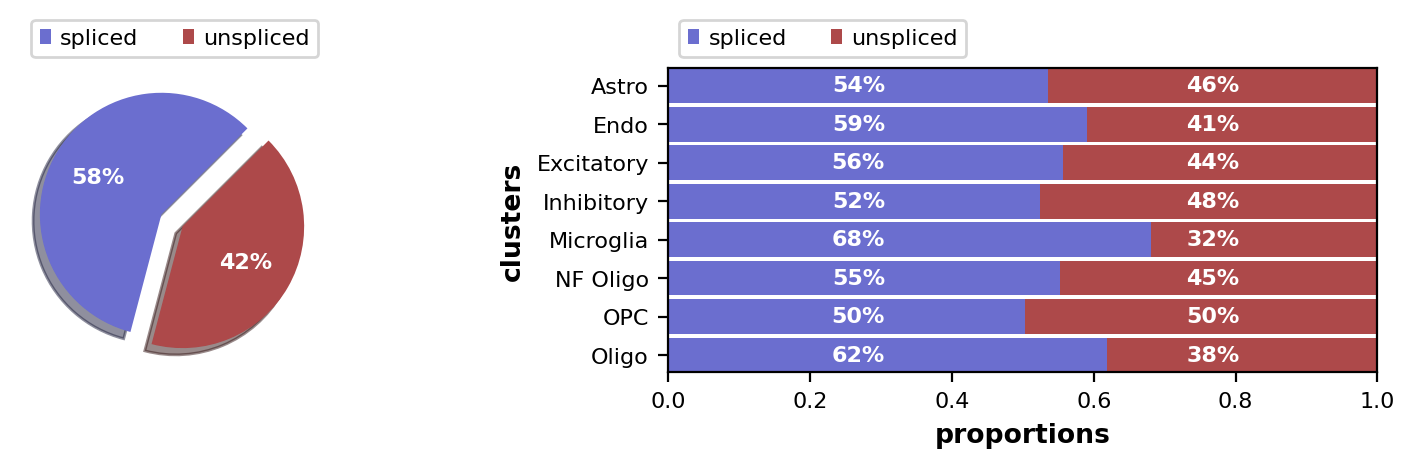 spliced unspliced
58%
42%
spliced unspliced
clusters
Astro 54% 46%
Endo 59% 41%
Excitatory 56% 44%
Inhibitory 52% 48%
Microglia 68% 32%
NF Oligo 55% 45%
OPC 50% 50%
Oligo 62% 38%
0.0 0.2 0.4 0.6 0.8 1.0
proportions